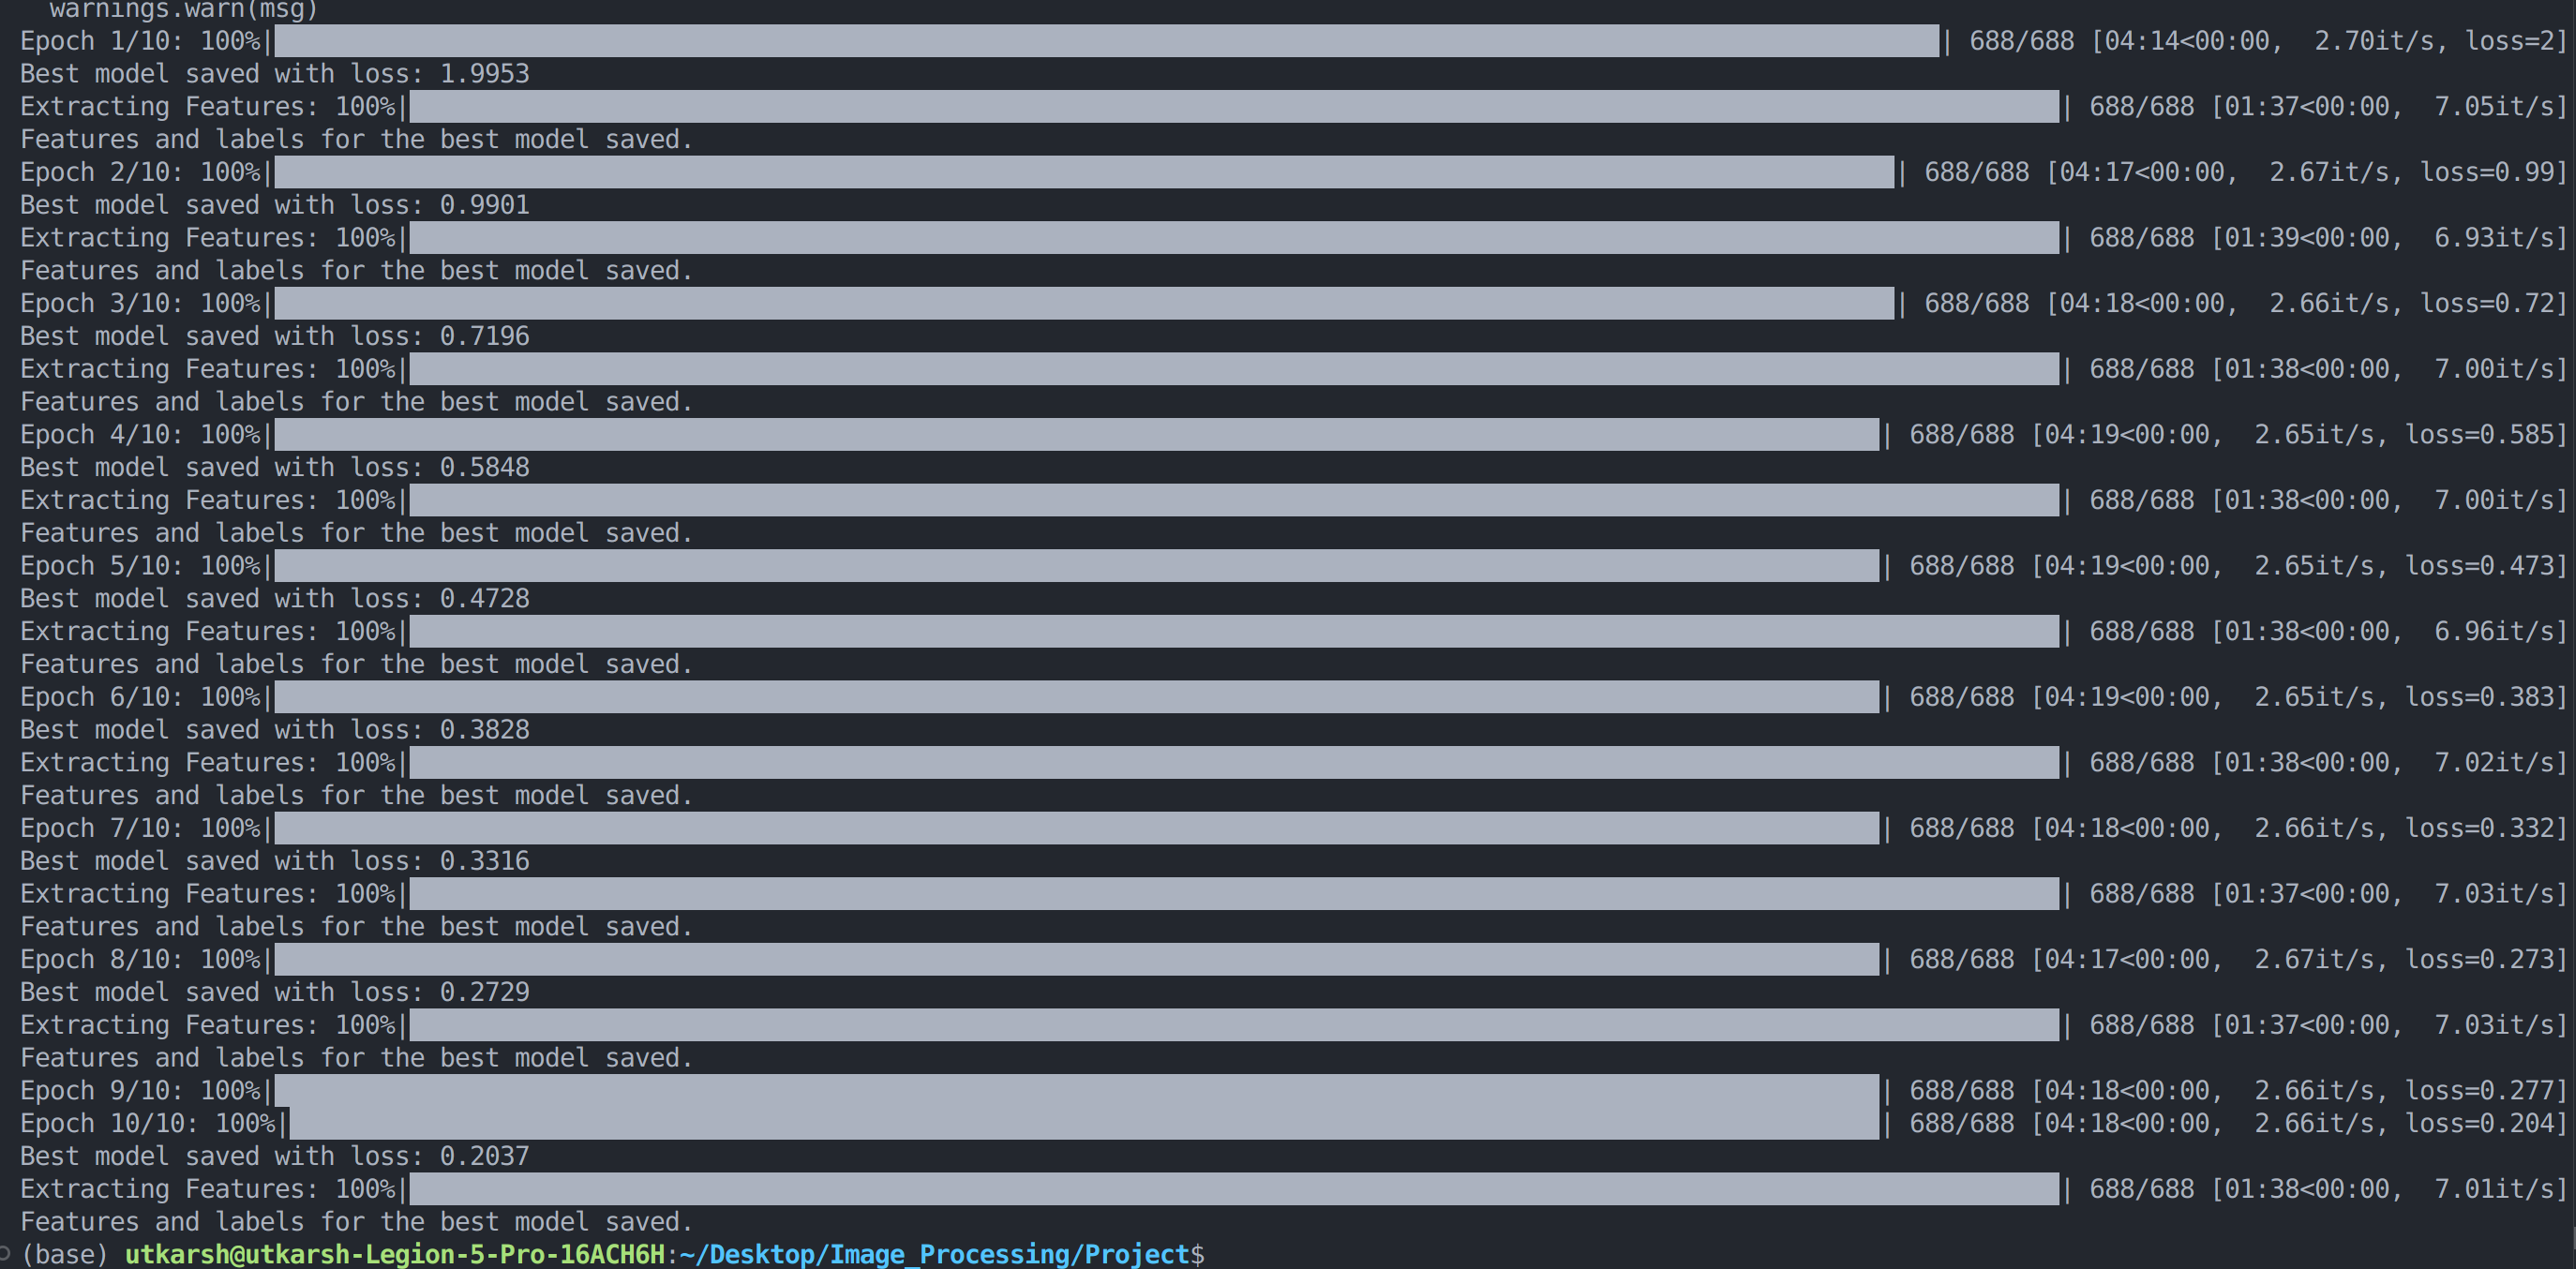 warnings.warn(msg)
Epoch 1/10: 100%| | 688/688 [04:14<00:00,  2.70it/s, loss=2]
Best model saved with loss: 1.9953
Extracting Features: 100%| | 688/688 [01:37<00:00,  7.05it/s]
Features and labels for the best model saved.
Epoch 2/10: 100%| | 688/688 [04:17<00:00,  2.67it/s, loss=0.99]
Best model saved with loss: 0.9901
Extracting Features: 100%| | 688/688 [01:39<00:00,  6.93it/s]
Features and labels for the best model saved.
Epoch 3/10: 100%| | 688/688 [04:18<00:00,  2.66it/s, loss=0.72]
Best model saved with loss: 0.7196
Extracting Features: 100%| | 688/688 [01:38<00:00,  7.00it/s]
Features and labels for the best model saved.
Epoch 4/10: 100%| | 688/688 [04:19<00:00,  2.65it/s, loss=0.585]
Best model saved with loss: 0.5848
Extracting Features: 100%| | 688/688 [01:38<00:00,  7.00it/s]
Features and labels for the best model saved.
Epoch 5/10: 100%| | 688/688 [04:19<00:00,  2.65it/s, loss=0.473]
Best model saved with loss: 0.4728
Extracting Features: 100%| | 688/688 [01:38<00:00,  6.96it/s]
Features and labels for the best model saved.
Epoch 6/10: 100%| | 688/688 [04:19<00:00,  2.65it/s, loss=0.383]
Best model saved with loss: 0.3828
Extracting Features: 100%| | 688/688 [01:38<00:00,  7.02it/s]
Features and labels for the best model saved.
Epoch 7/10: 100%| | 688/688 [04:18<00:00,  2.66it/s, loss=0.332]
Best model saved with loss: 0.3316
Extracting Features: 100%| | 688/688 [01:37<00:00,  7.03it/s]
Features and labels for the best model saved.
Epoch 8/10: 100%| | 688/688 [04:17<00:00,  2.67it/s, loss=0.273]
Best model saved with loss: 0.2729
Extracting Features: 100%| | 688/688 [01:37<00:00,  7.03it/s]
Features and labels for the best model saved.
Epoch 9/10: 100%| | 688/688 [04:18<00:00,  2.66it/s, loss=0.277]
Epoch 10/10: 100%| | 688/688 [04:18<00:00,  2.66it/s, loss=0.204]
Best model saved with loss: 0.2037
Extracting Features: 100%| | 688/688 [01:38<00:00,  7.01it/s]
Features and labels for the best model saved.
(base) utkarsh@utkarsh-Legion-5-Pro-16ACH6H:~/Desktop/Image_Processing/Project$